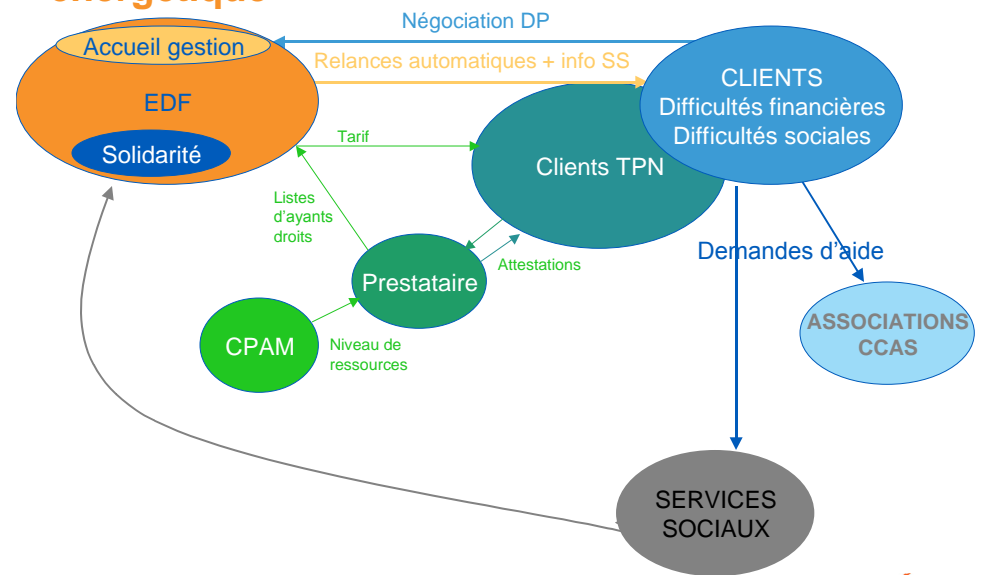 énergétique
Négociation DP
Accueil gestion
Relances automatiques + info SS
EDF
CLIENTS
Difficultés financières
Difficultés sociales
Solidarité
Tarif
Clients TPN
Listes
d'ayants
droits
Demandes d'aide
Attestations
Prestataire
ASSOCIATIONS
CCAS
CPAM
Niveau de
ressources
SERVICES
SOCIAUX